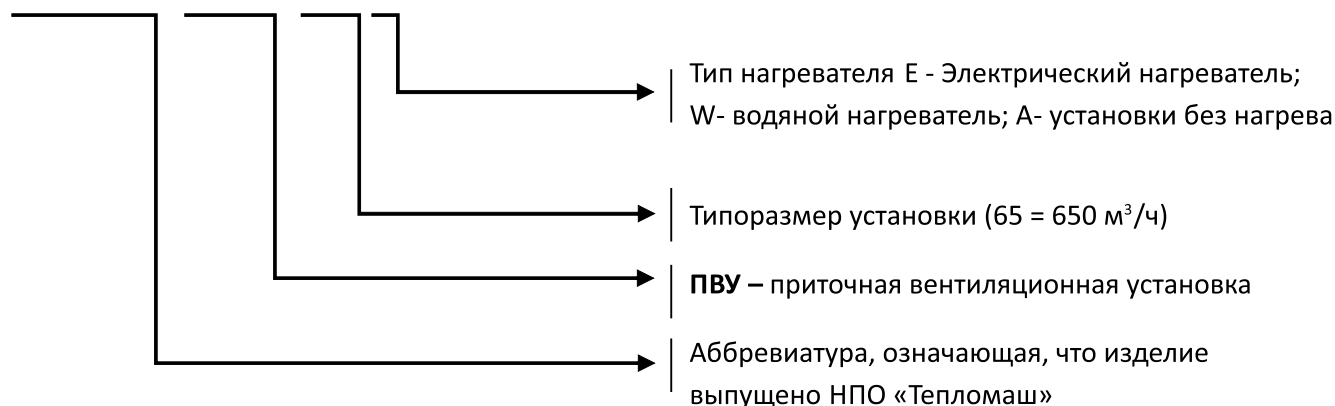 Тип нагревателя E - Электрический нагреватель;
W- водяной нагреватель; А- установки без нагрева
Типоразмер установки (65 = 650 м³/ч)
ПВУ – приточная вентиляционная установка
Аббревиатура, означающая, что изделие
выпущено НПО «Тепломаш»